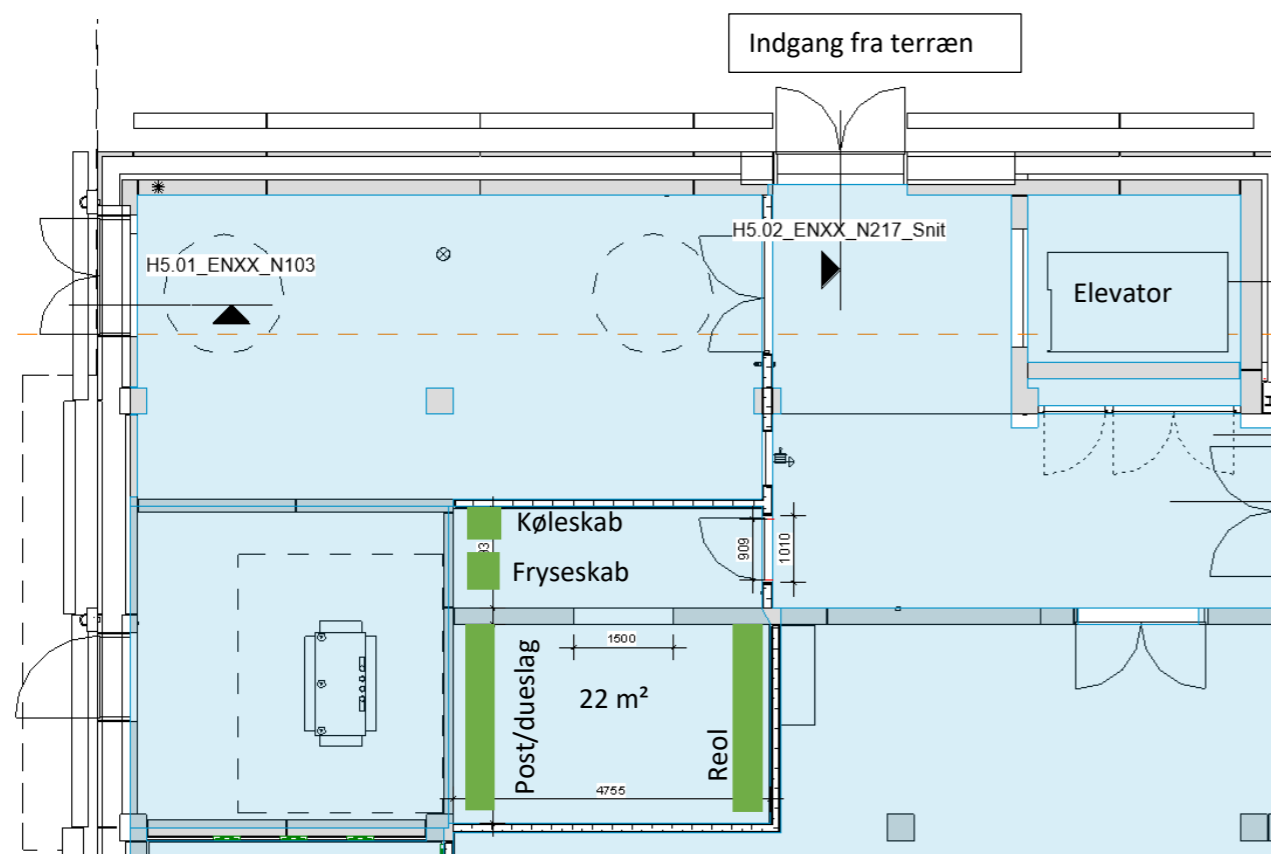 Indgang fra terræn
H5.02_ENXX_N217_Snit
H5.01_ENXX_N103
Elevator
Køleskab
Fryseskab
909
1010
1500
22 m²
Post/dueslag
Reol
4755